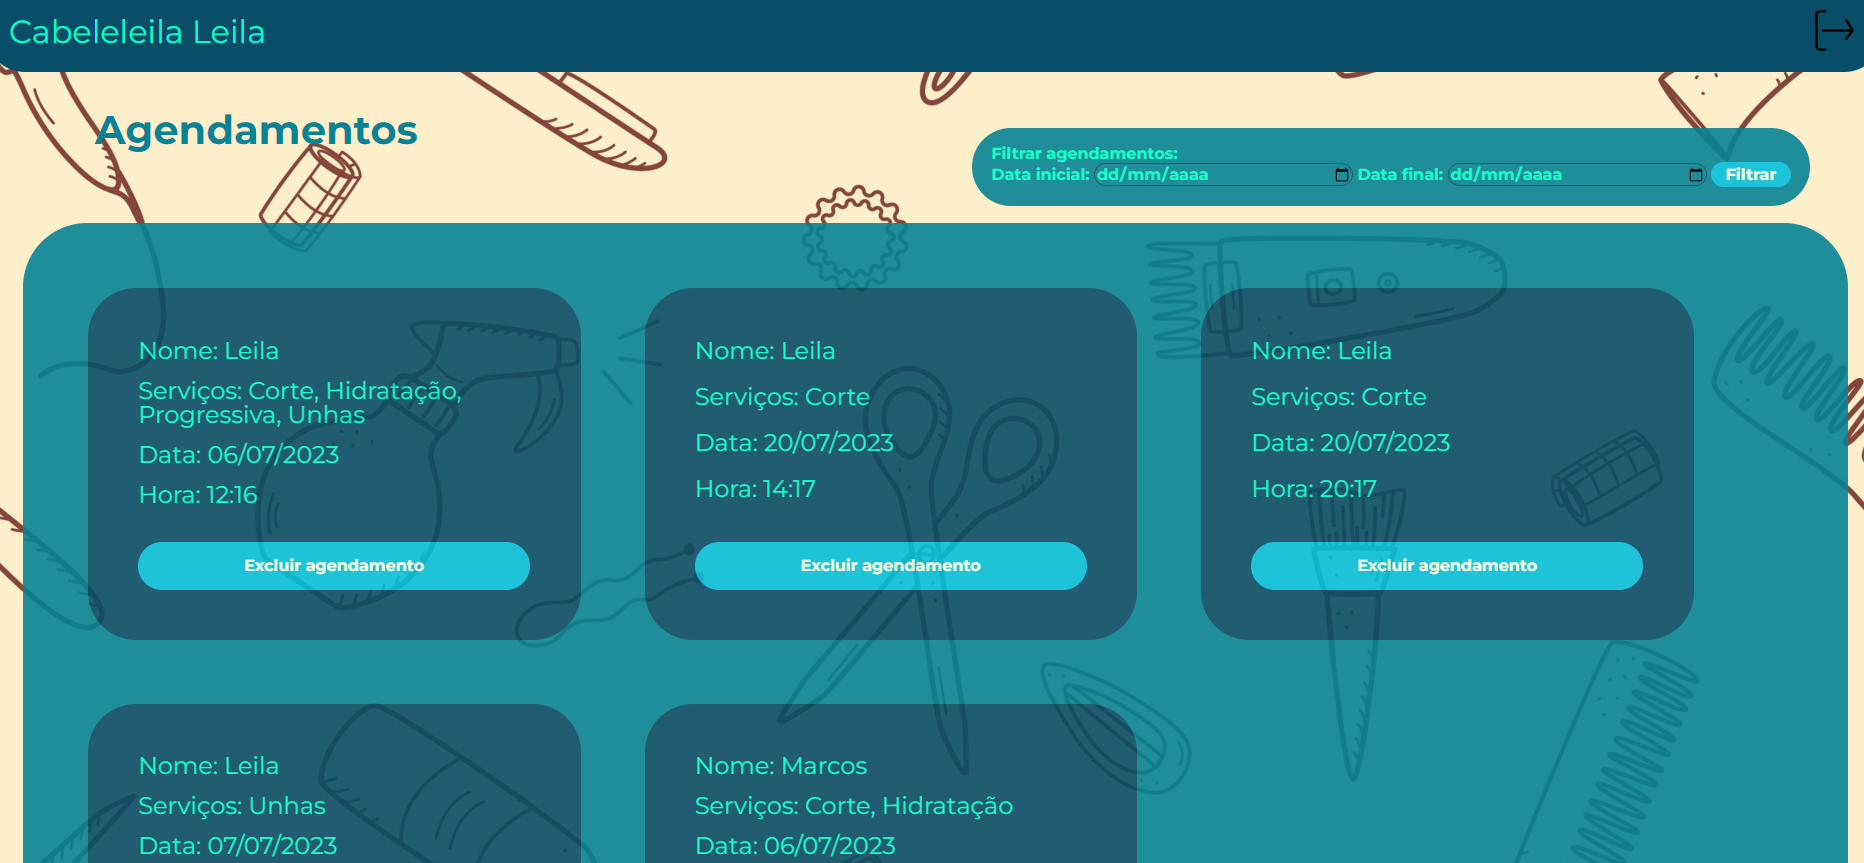 Cabeleleila Leila
Agendamentos
Filtrar agendamentos:
Data inicial: dd/mm/aaaa Data final: dd/mm/aaaa Filtrar
Nome: Leila
Serviços: Corte, Hidratação,
Progressiva, Unhas
Data: 06/07/2023
Hora: 12:16
Excluir agendamento
Nome: Leila
Serviços: Corte
Data: 20/07/2023
Hora: 14:17
Excluir agendamento
Nome: Leila
Serviços: Corte
Data: 20/07/2023
Hora: 20:17
Excluir agendamento
Nome: Leila
Serviços: Unhas
Data: 07/07/2023
Nome: Marcos
Serviços: Corte, Hidratação
Data: 06/07/2023